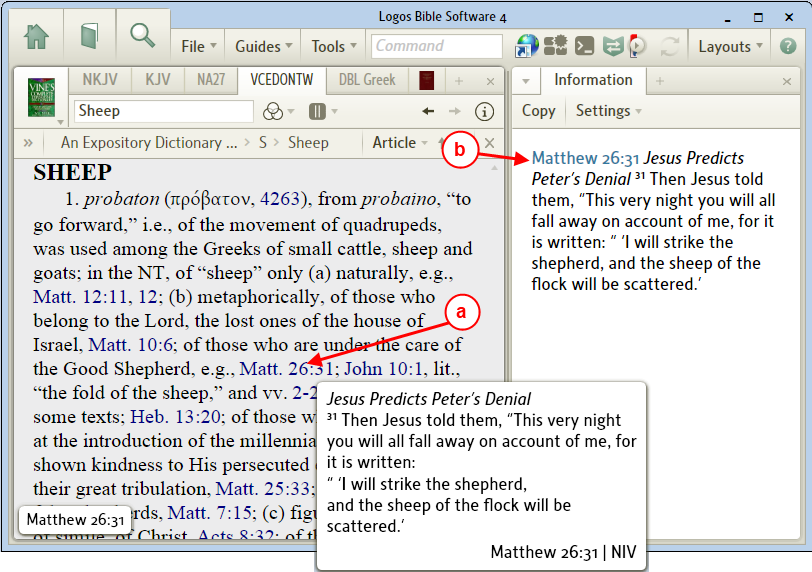 Logos Bible Software 4
File Guides Tools Command Layouts ?
NKJV KJV NA27 VCEDONTW DBL Greek + ×
VINE'S
Sheep
» An Expository Dictionary ... > S > Sheep Article
SHEEP
1. probaton (πρόβατον, 4263), from probaino, “to
go forward,” i.e., of the movement of quadrupeds,
was used among the Greeks of small cattle, sheep and
goats; in the NT, of “sheep” only (a) naturally, e.g.,
Matt. 12:11, 12; (b) metaphorically, of those who
belong to the Lord, the lost ones of the house of
Israel, Matt. 10:6; of those who are under the care of
the Good Shepherd, e.g., Matt. 26:31; John 10:1, lit.,
“the fold of the sheep,” and vv. 2-2
some texts; Heb. 13:20; of those w
at the introduction of the millennia
shown kindness to His persecuted
their great tribulation, Matt. 25:33;
Matt. 7:15; (c) figu
of Christ, Acts 8:32; of th
Matthew 26:31
a
b
Jesus Predicts Peter’s Denial
³¹ Then Jesus told them, “This very night
you will all fall away on account of me, for
it is written:
“ ‘I will strike the shepherd,
and the sheep of the flock will be
scattered.’
Matthew 26:31 | NIV
Information + ×
Copy Settings
Matthew 26:31 Jesus Predicts
Peter’s Denial ³¹ Then Jesus told
them, “This very night you will all
fall away on account of me, for it
is written: “ ‘I will strike the
shepherd, and the sheep of the
flock will be scattered.’